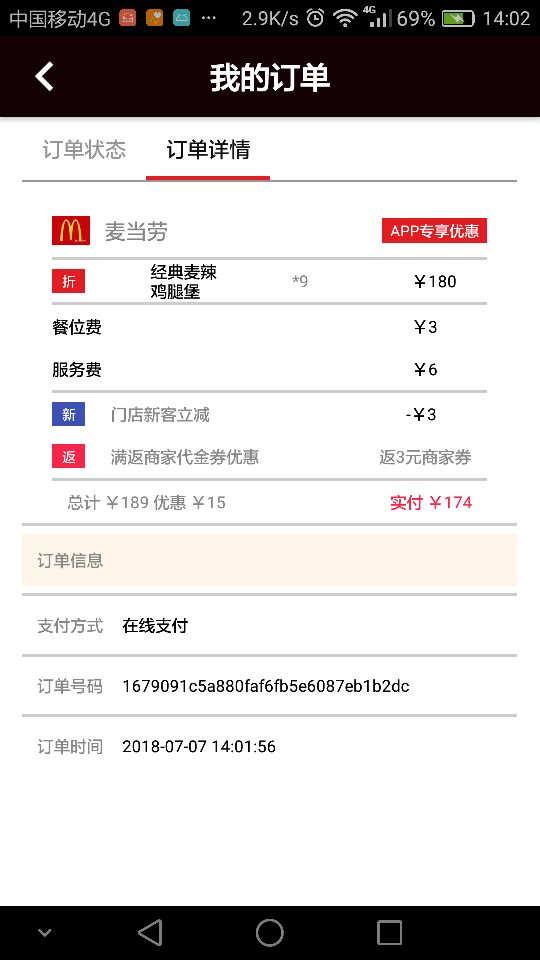 中国移动4G ··· 2.9K/s 4G 69% 14:02
我的订单
订单状态 订单详情
麦当劳 APP专享优惠
折 经典麦辣
鸡腿堡 *9 ￥180
餐位费 ￥3
服务费 ￥6
新 门店新客立减 -￥3
返 满返商家代金券优惠 返3元商家券
总计 ￥189 优惠 ￥15 实付 ￥174
订单信息
支付方式 在线支付
订单号码 1679091c5a880faf6fb5e6087eb1b2dc
订单时间 2018-07-07 14:01:56